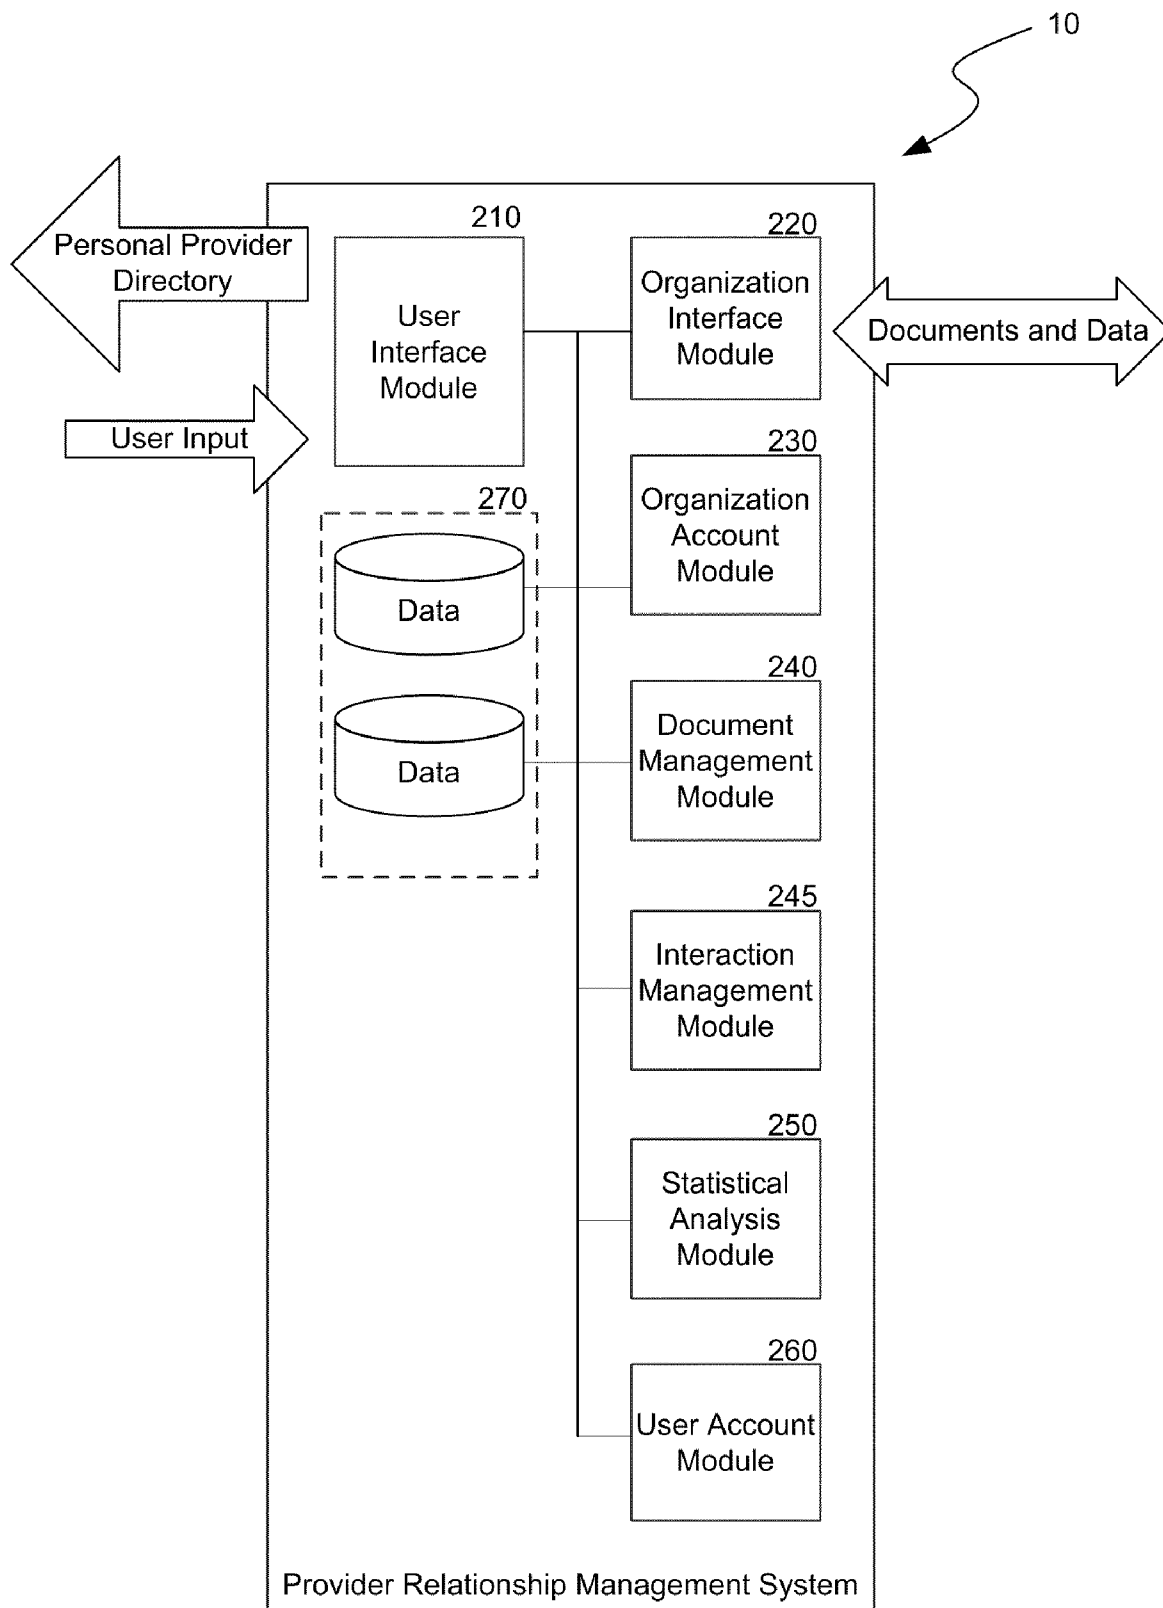 10
Personal Provider
Directory
User Input
210
User
Interface
Module
220
Organization
Interface
Module
Documents and Data
230
Organization
Account
Module
270
Data
Data
240
Document
Management
Module
245
Interaction
Management
Module
250
Statistical
Analysis
Module
260
User Account
Module
Provider Relationship Management System